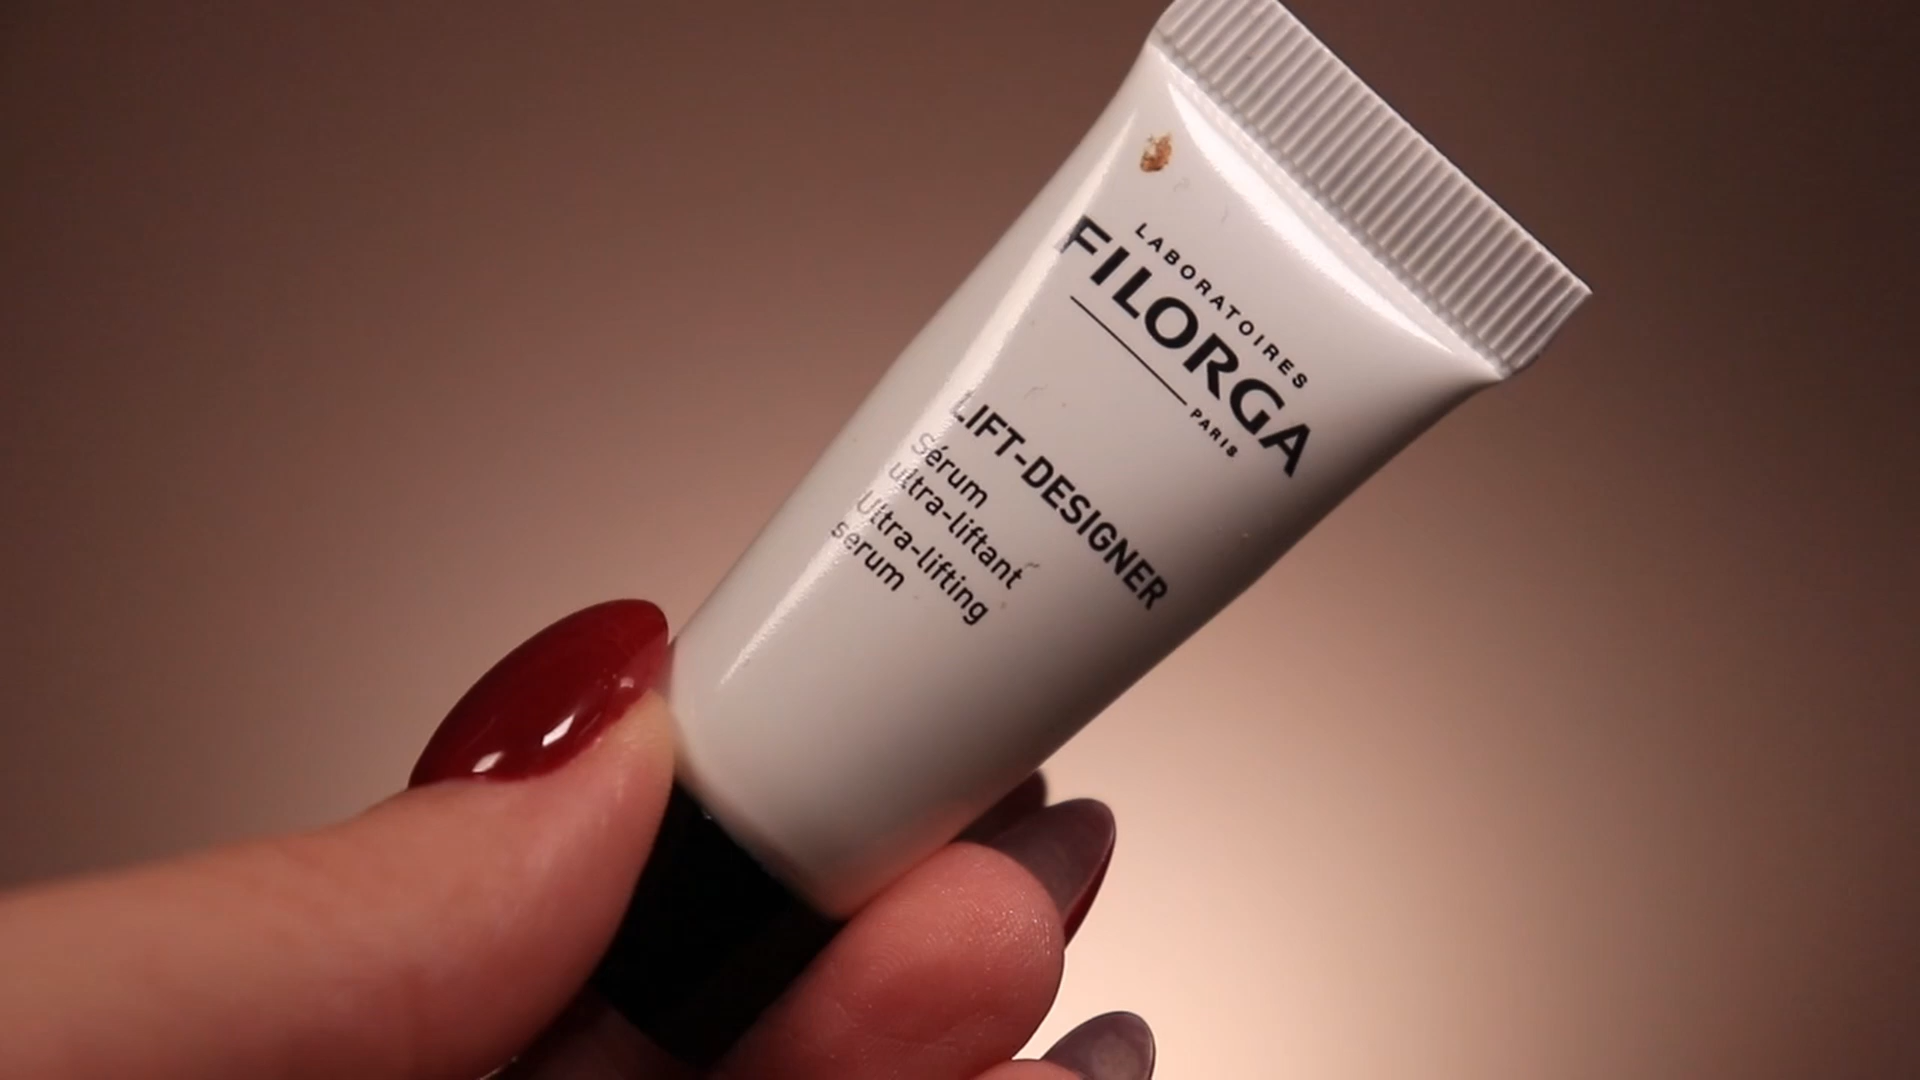 LABORATOIRES
FILORGA
PARIS
LIFT-DESIGNER
Sérum
ultra-liftant
Ultra-lifting
serum